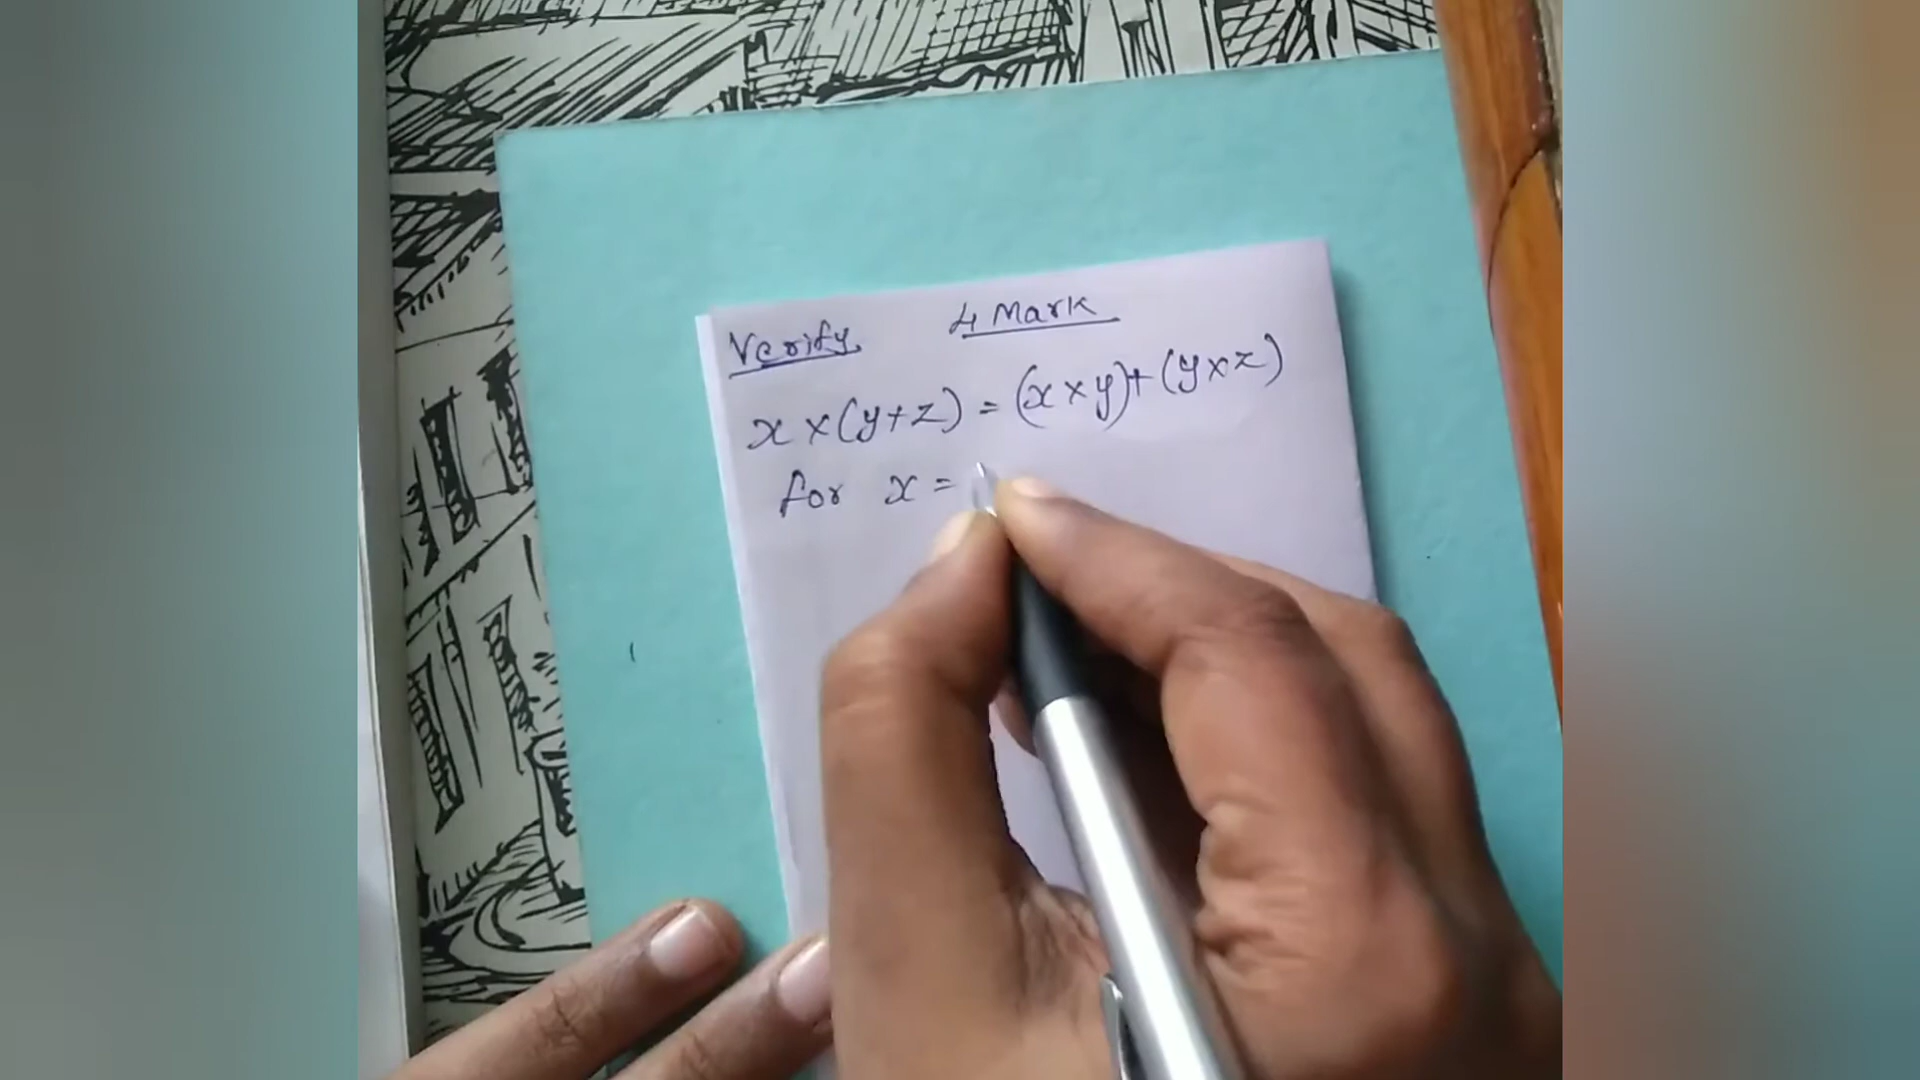 Verify 4 Mark
x × (y+z) = (x × y) + (y × z)
for x =